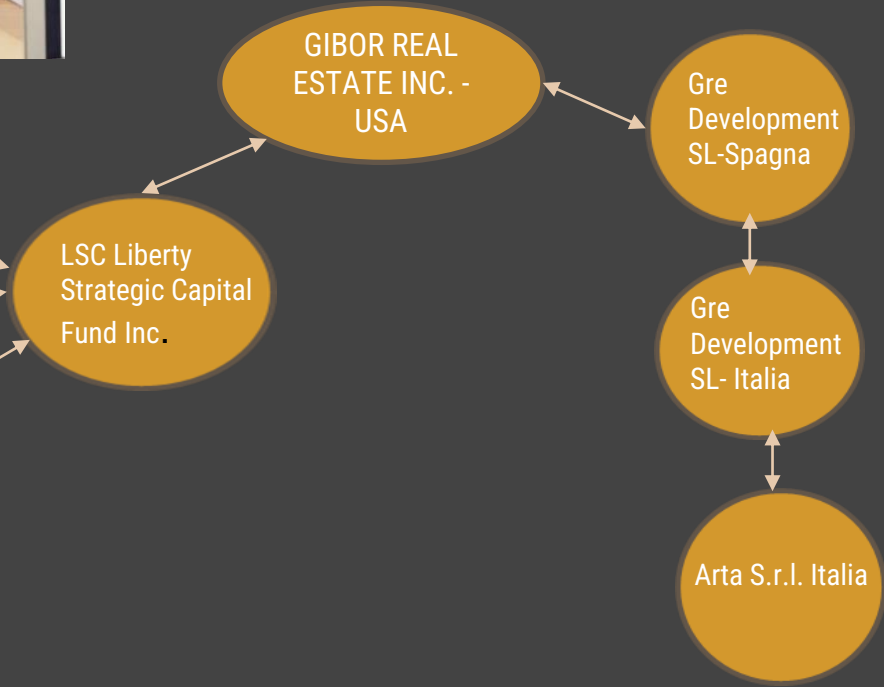 GIBOR REAL
ESTATE INC. -
USA
Gre
Development
SL-Spagna
LSC Liberty
Strategic Capital
Fund Inc.
Gre
Development
SL- Italia
Arta S.r.l. Italia